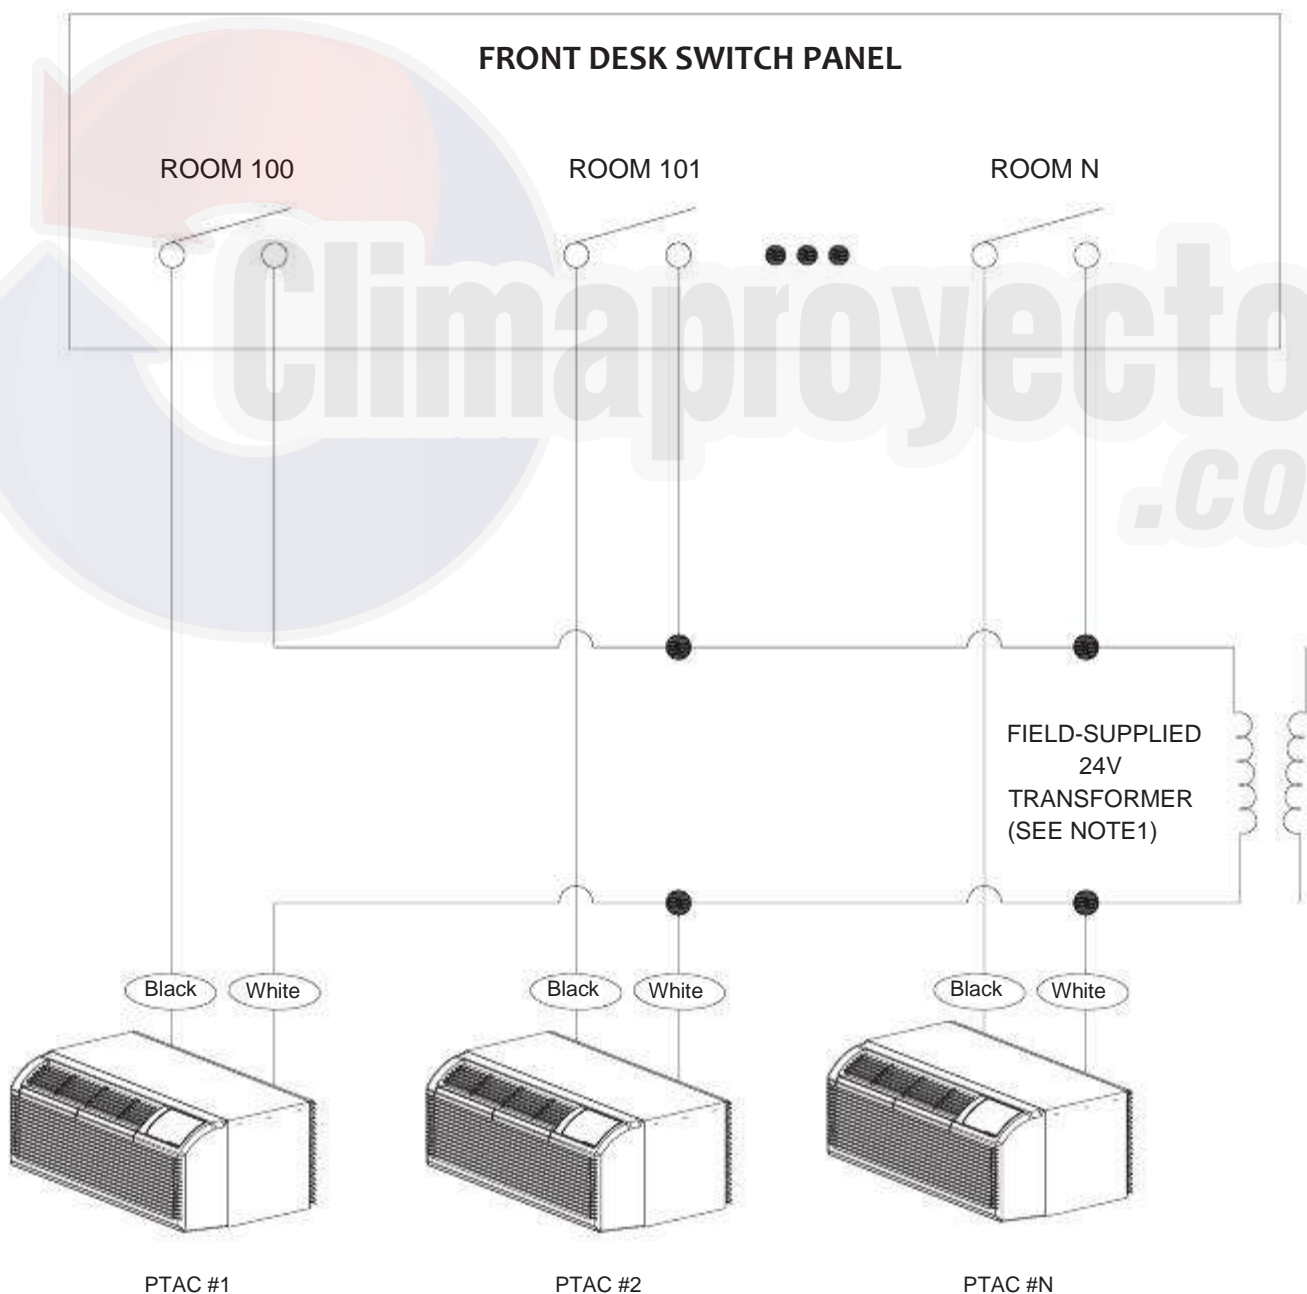 FRONT DESK SWITCH PANEL
ROOM 100
ROOM 101
ROOM N
Climaproyecto
.co
FIELD-SUPPLIED
24V
TRANSFORMER
(SEE NOTE1)
Black
White
Black
White
Black
White
PTAC #1
PTAC #2
PTAC #N